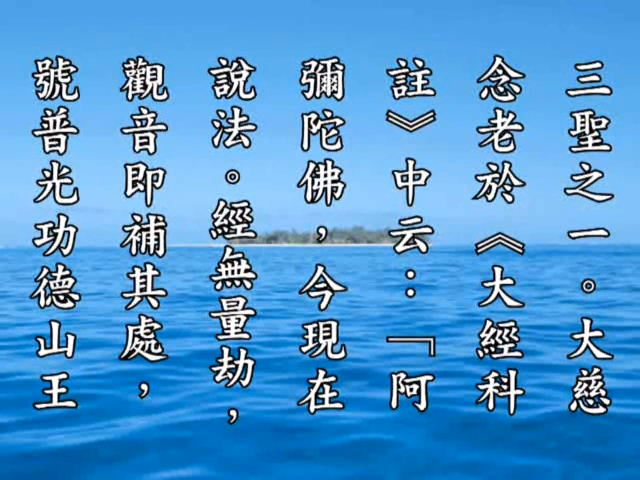 三聖之一。大慈
念老於《大經科
註》中云：「阿
彌陀佛，今現在
說法。經無量劫，
觀音即補其處，
號普光功德山王